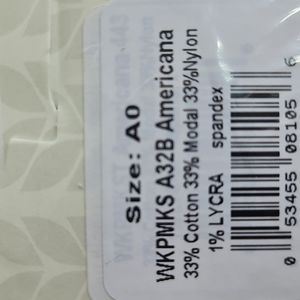 Size: A0
WKPMKS A32B Americana
33% Cotton 33% Modal 33%Nylon
1% LYCRA spandex
0 53455 08105 6